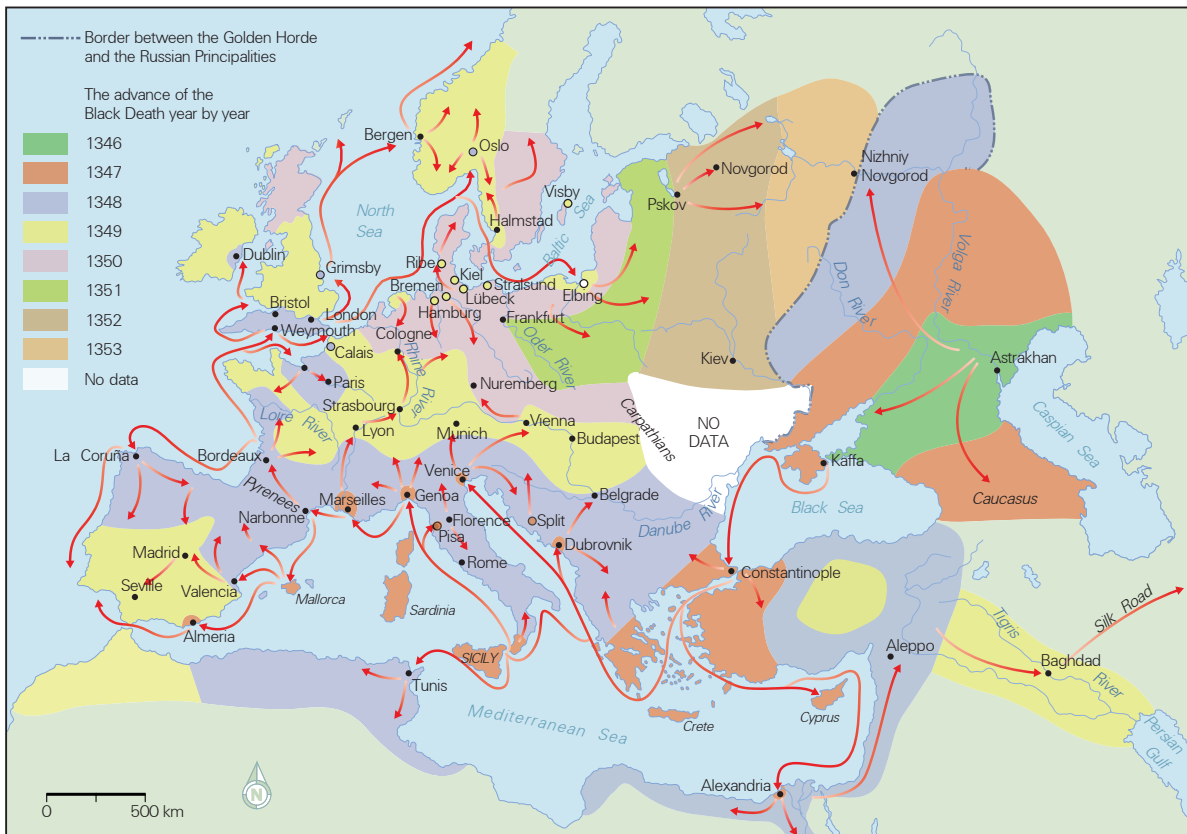 Border between the Golden Horde
and the Russian Principalities
The advance of the
Black Death year by year
1346
1347
1348
1349
1350
1351
1352
1353
No data
Bergen
Oslo
North
Sea
Visby
Halmstad
Baltic
Sea
Novgorod
Pskov
Nizhniy
Novgorod
Volga River
Don River
Dublin
Grimsby
Ribe
Kiel
Bremen
Stralsund
Lübeck
Hamburg
Elbing
Bristol
London
Weymouth
Calais
Cologne
Frankfurt
Oder River
Rhine
River
Kiev
Astrakhan
Paris
Nuremberg
Strasbourg
Loire River
Lyon
Munich
Vienna
Budapest
Carpathians
NO
DATA
Caspian Sea
La Coruña
Bordeaux
Venice
Kaffa
Caucasus
Pyrenees
Marseilles
Genoa
Belgrade
Danube River
Black Sea
Narbonne
Florence
Split
Pisa
Dubrovnik
Madrid
Rome
Constantinople
Seville
Valencia
Mallorca
Sardinia
Almeria
SICILY
Tunis
Aleppo
Tigris
River
Baghdad
Silk Road
Crete
Cyprus
Mediterranean Sea
Persian
Gulf
Alexandria
N
0
500 km